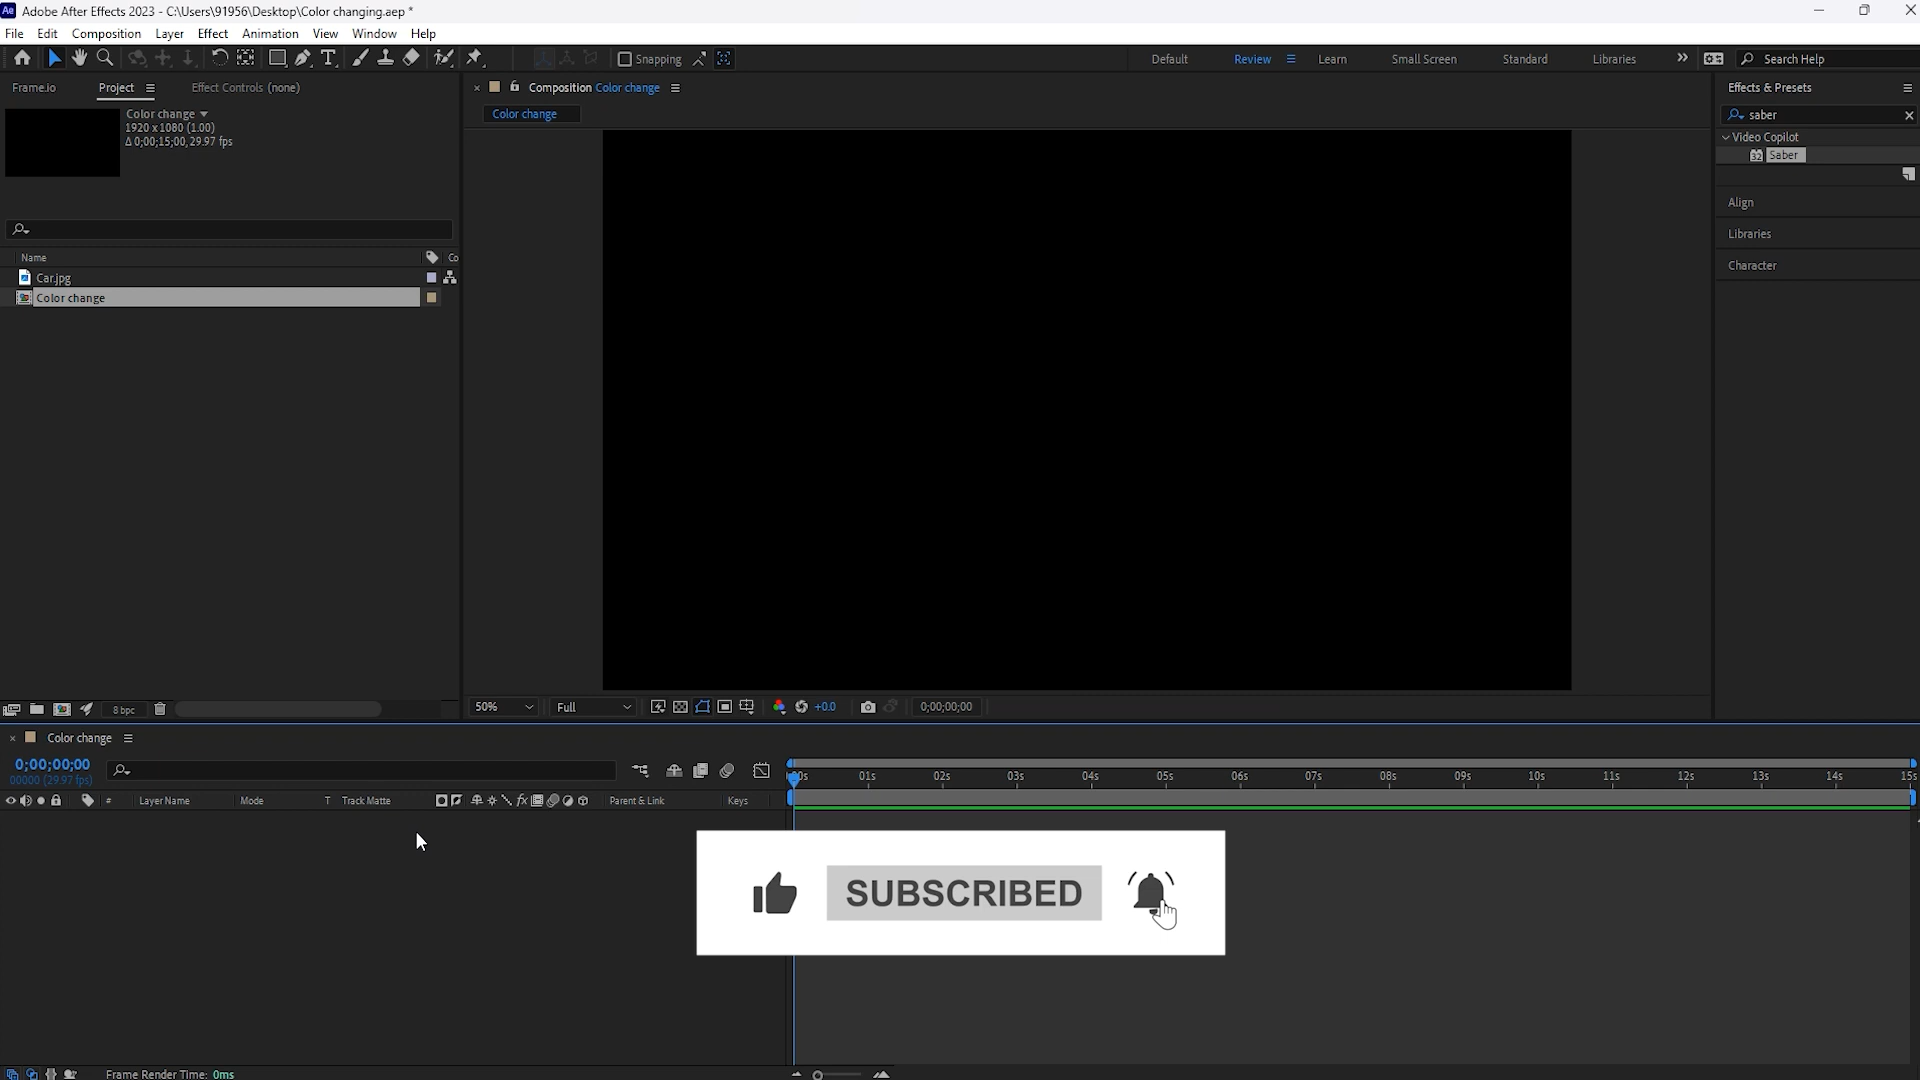 Ae Adobe After Effects 2023 - C:\Users\91956\Desktop\Color changing.aep *
File Edit Composition Layer Effect Animation View Window Help
Snapping Default Review Learn Small Screen Standard Libraries Search Help
Frame.io Project Effect Controls (none)
Composition Color change
Effects & Presets
Color change
1920 x 1080 (1.00)
Δ 0;00;15;00, 29.97 fps
Color change
saber
Video Copilot
32 Saber
Align
Libraries
Character
Name Co
Car.jpg
Color change
8 bpc
50% Full +0.0 0;00;00;00
Color change
0;00;00;00
00000 (29.97 fps)
01s 02s 03s 04s 05s 06s 07s 08s 09s 10s 11s 12s 13s 14s 15s
# Layer Name Mode T Track Matte fx Parent & Link Keys
SUBSCRIBED
Frame Render Time: 0ms